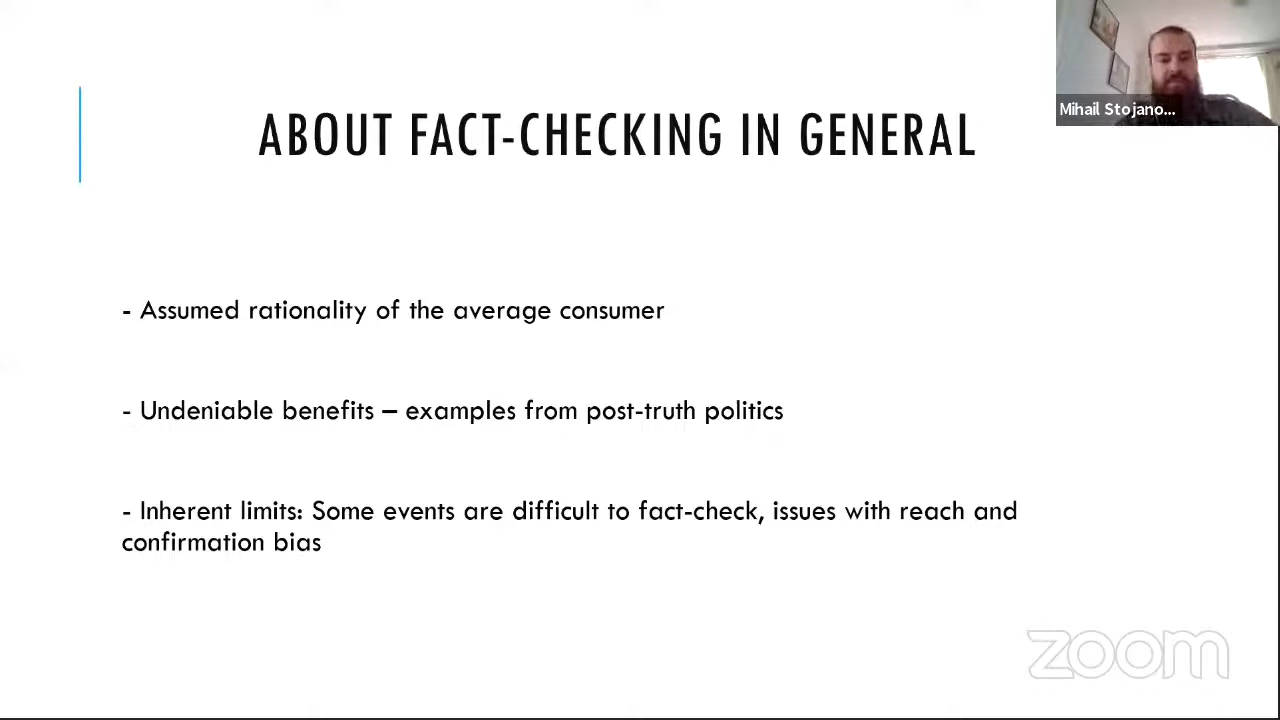 ABOUT FACT-CHECKING IN GENERAL
Mihail Stojano...
- Assumed rationality of the average consumer
- Undeniable benefits – examples from post-truth politics
- Inherent limits: Some events are difficult to fact-check, issues with reach and
confirmation bias
zoom